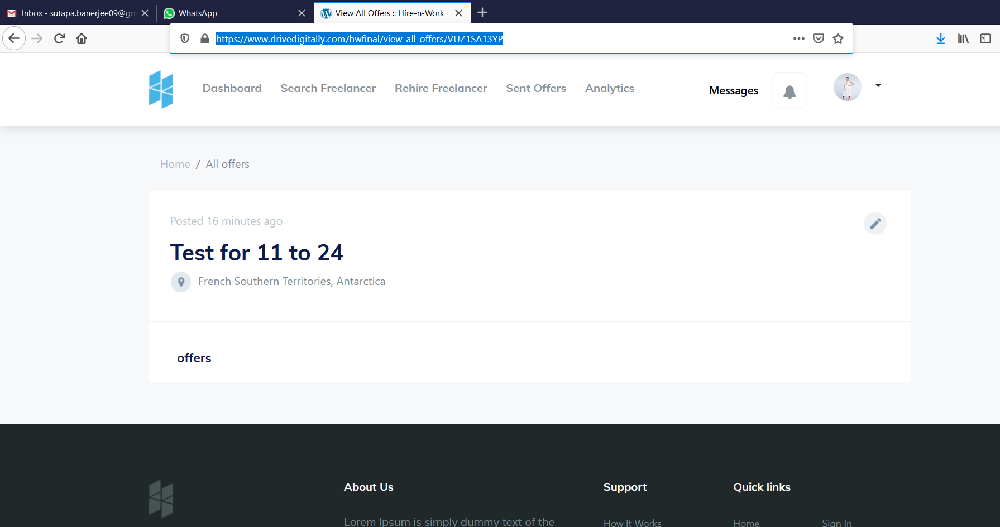 Inbox - sutapa.banerjee09@gm
WhatsApp
View All Offers :: Hire-n-Work
https://www.drivedigitally.com/hwfinal/view-all-offers/VUZ1SA13YP
Dashboard Search Freelancer Rehire Freelancer Sent Offers Analytics Messages
Home / All offers
Posted 16 minutes ago
Test for 11 to 24
French Southern Territories, Antarctica
offers
About Us Support Quick links
Lorem Ipsum is simply dummy text of the How It Works Home Sign In